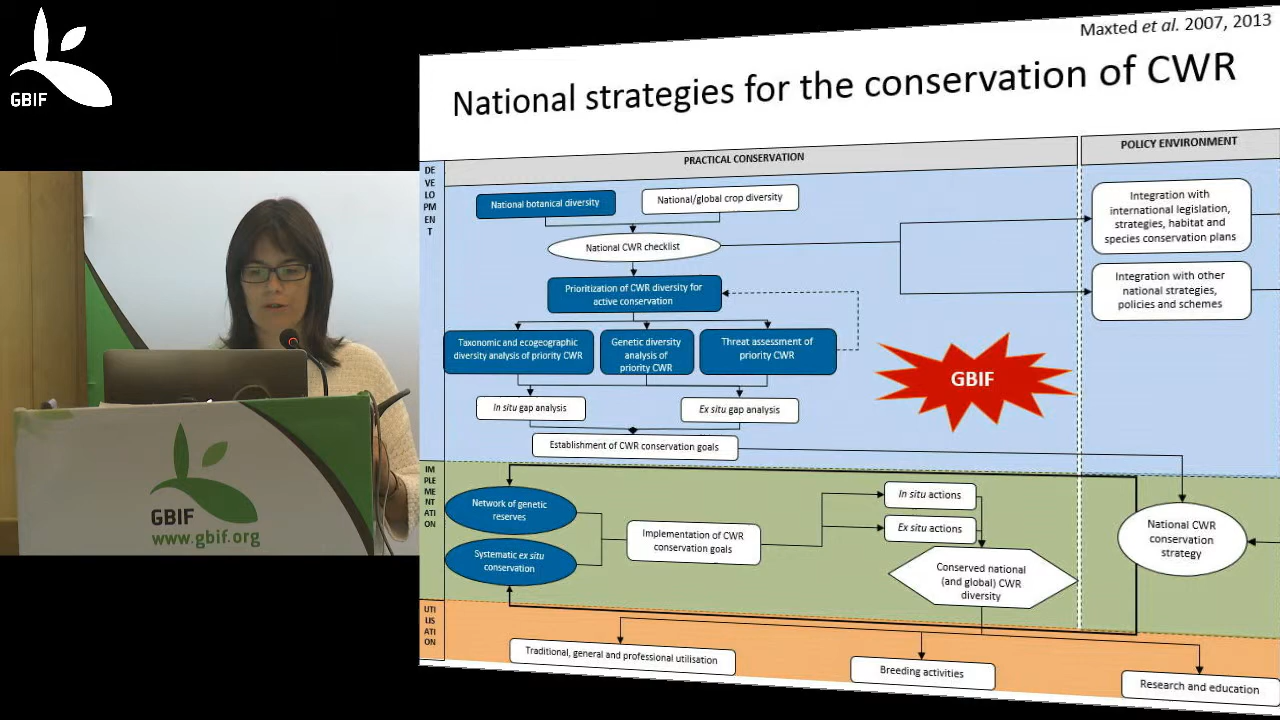 GBIF
Maxted et al. 2007, 2013
National strategies for the conservation of CWR
PRACTICAL CONSERVATION
POLICY ENVIRONMENT
DE
VE
LO
PM
EN
T
National botanical diversity
National/global crop diversity
National CWR checklist
Prioritization of CWR diversity for
active conservation
Taxonomic and ecogeographic
diversity analysis of priority CWR
Genetic diversity
analysis of
priority CWR
Threat assessment of
priority CWR
In situ gap analysis
Ex situ gap analysis
Establishment of CWR conservation goals
Integration with
international legislation,
strategies, habitat and
species conservation plans
Integration with other
national strategies,
policies and schemes
GBIF
IM
PLE
ME
NT
ATI
ON
Network of genetic
reserves
Systematic ex situ
conservation
Implementation of CWR
conservation goals
In situ actions
Ex situ actions
Conserved national
(and global) CWR
diversity
National CWR
conservation
strategy
UT
ILIS
ATI
ON
Traditional, general and professional utilisation
Breeding activities
Research and education
GBIF
www.gbif.org